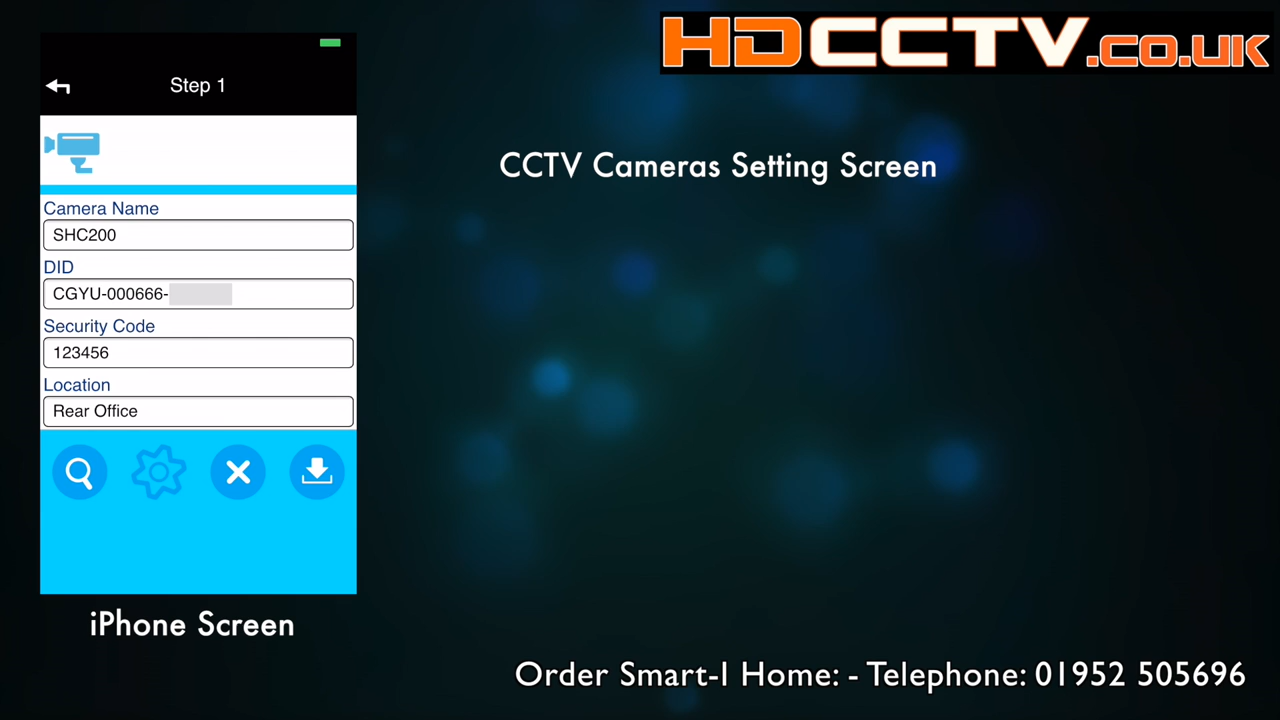 HDCCTV.co.uk
Step 1
CCTV Cameras Setting Screen
Camera Name
SHC200
DID
CGYU-000666-
Security Code
123456
Location
Rear Office
iPhone Screen
Order Smart-I Home: - Telephone: 01952 505696